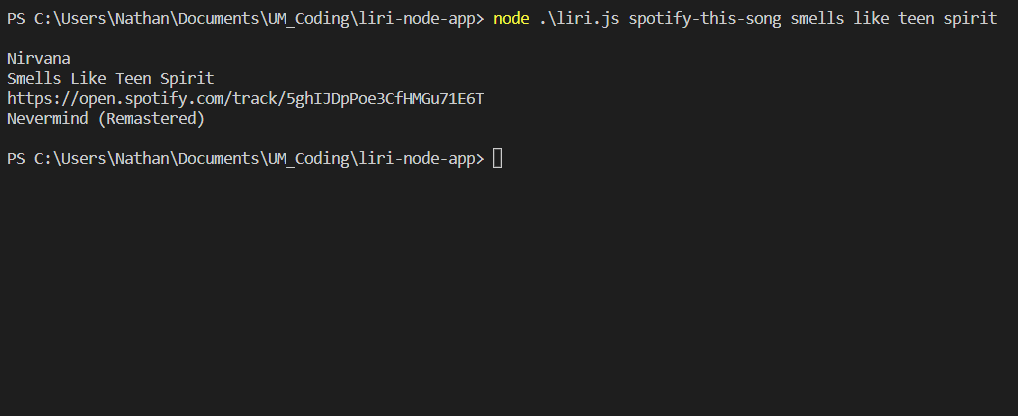 PS C:\Users\Nathan\Documents\UM_Coding\liri-node-app> node .\liri.js spotify-this-song smells like teen spirit
Nirvana
Smells Like Teen Spirit
https://open.spotify.com/track/5ghIJDpPoe3CfHMGu71E6T
Nevermind (Remastered)
PS C:\Users\Nathan\Documents\UM_Coding\liri-node-app>